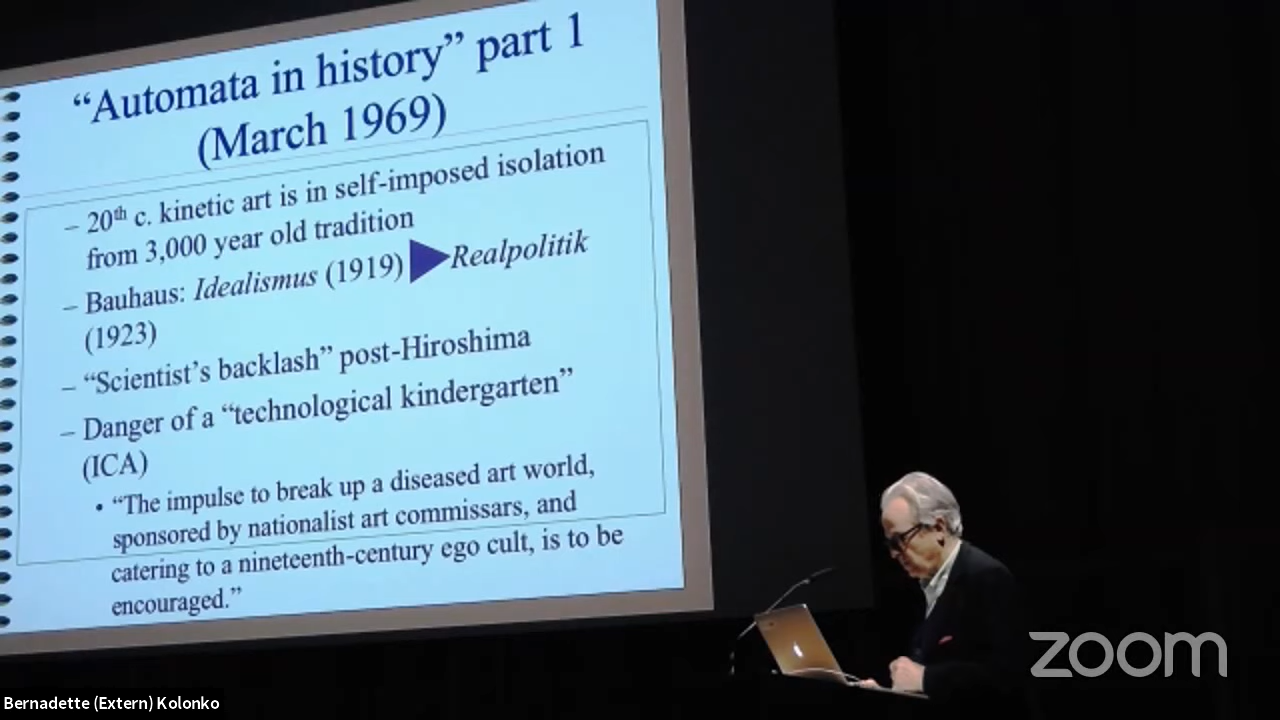 “Automata in history” part 1
(March 1969)
– 20th c. kinetic art is in self-imposed isolation
from 3,000 year old tradition
– Bauhaus: Idealismus (1919) Realpolitik
(1923)
– “Scientist’s backlash” post-Hiroshima
– Danger of a “technological kindergarten”
(ICA)
• “The impulse to break up a diseased art world,
sponsored by nationalist art commissars, and
catering to a nineteenth-century ego cult, is to be
encouraged.”
zoom
Bernadette (Extern) Kolonko